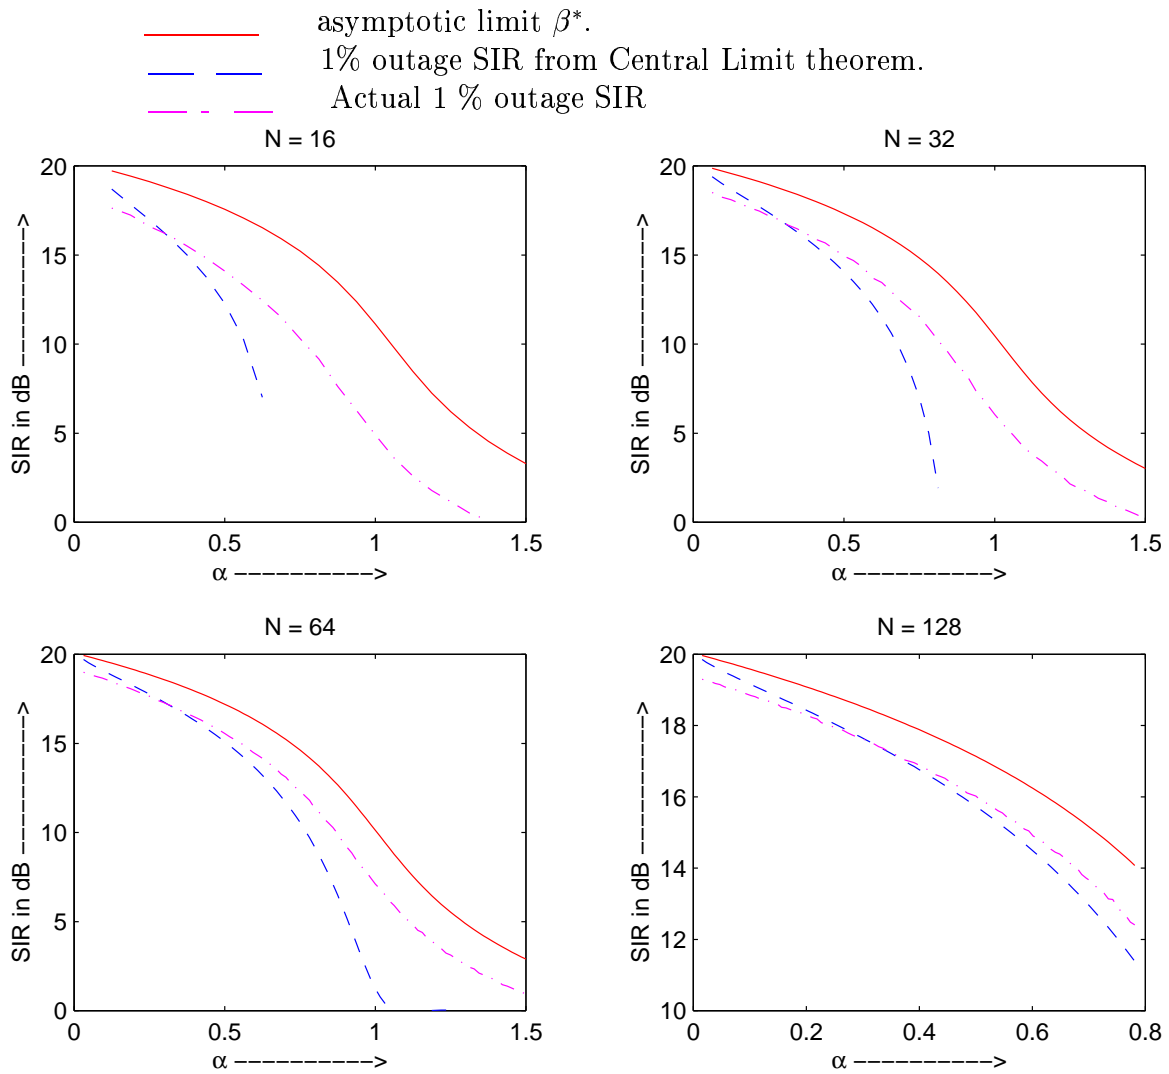 asymptotic limit β*.
1% outage SIR from Central Limit theorem.
Actual 1 % outage SIR
N = 16
20
15
10
5
0
SIR in dB −−−−−−−−−−−>
0 0.5 1 1.5
α −−−−−−−−−−−>
N = 32
20
15
10
5
0
SIR in dB −−−−−−−−−−−>
0 0.5 1 1.5
α −−−−−−−−−−−>
N = 64
20
15
10
5
0
SIR in dB −−−−−−−−−−−>
0 0.5 1 1.5
α −−−−−−−−−−−>
N = 128
20
18
16
14
12
10
SIR in dB −−−−−−−−−−−>
0 0.2 0.4 0.6 0.8
α −−−−−−−−−−−>